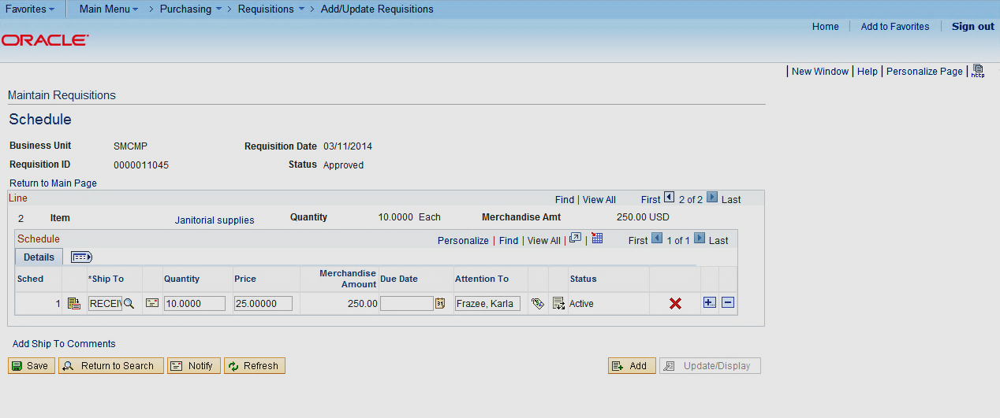 Favorites Main Menu > Purchasing > Requisitions > Add/Update Requisitions
Home Add to Favorites Sign out
ORACLE
New Window Help Personalize Page http
Maintain Requisitions
Schedule
Business Unit SMCMP Requisition Date 03/11/2014
Requisition ID 0000011045 Status Approved
Return to Main Page
Line Find | View All First 2 of 2 Last
2 Item Janitorial supplies Quantity 10.0000 Each Merchandise Amt 250.00 USD
Schedule Personalize | Find | View All | | First 1 of 1 Last
Details
Sched *Ship To Quantity Price Merchandise Amount Due Date Attention To Status
1 RECEIV 10.0000 25.00000 250.00 31 Frazee, Karla Active
Add Ship To Comments
Save Return to Search Notify Refresh Add Update/Display